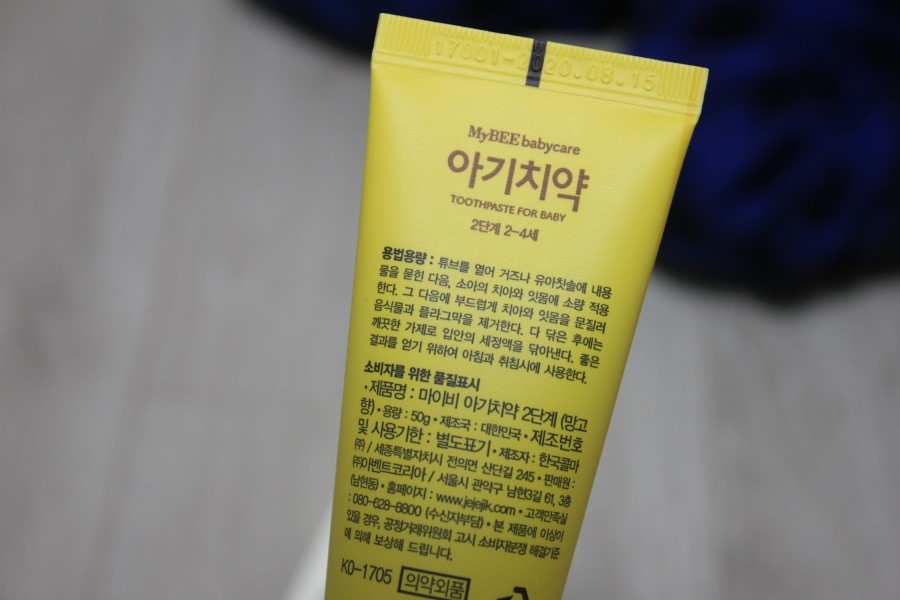 17001-2020.08.15
MyBEE babycare
아기치약
TOOTHPASTE FOR BABY
2단계 2-4세
용법용량 : 튜브를 열어 거즈나 유아칫솔에 내용
물을 묻힌 다음, 소아의 치아와 잇몸에 소량 적용
한다. 그 다음에 부드럽게 치아와 잇몸을 문질러
음식물과 플라그막을 제거한다. 다 닦은 후에는
깨끗한 가제로 입안의 세정액을 닦아낸다. 좋은
결과를 얻기 위하여 아침과 취침시에 사용한다.
소비자를 위한 품질표시
•제품명 : 마이비 아기치약 2단계 (망고
향) • 용량 : 50g • 제조국 : 대한민국 • 제조번호
및 사용기한 : 별도표기 • 제조자 : 한국콜마
㈜ / 세종특별자치시 전의면 산단길 245 • 판매원 :
㈜아벤트코리아 / 서울시 관악구 남현3길 61, 3층
(남현동) • 홈페이지 : www.jejejik.com • 고객만족실
: 080-628-8800 (수신자부담) • 본 제품에 이상이
있을 경우, 공정거래위원회 고시 소비자분쟁 해결기준
에 의해 보상해 드립니다.
KO-1705 의약외품